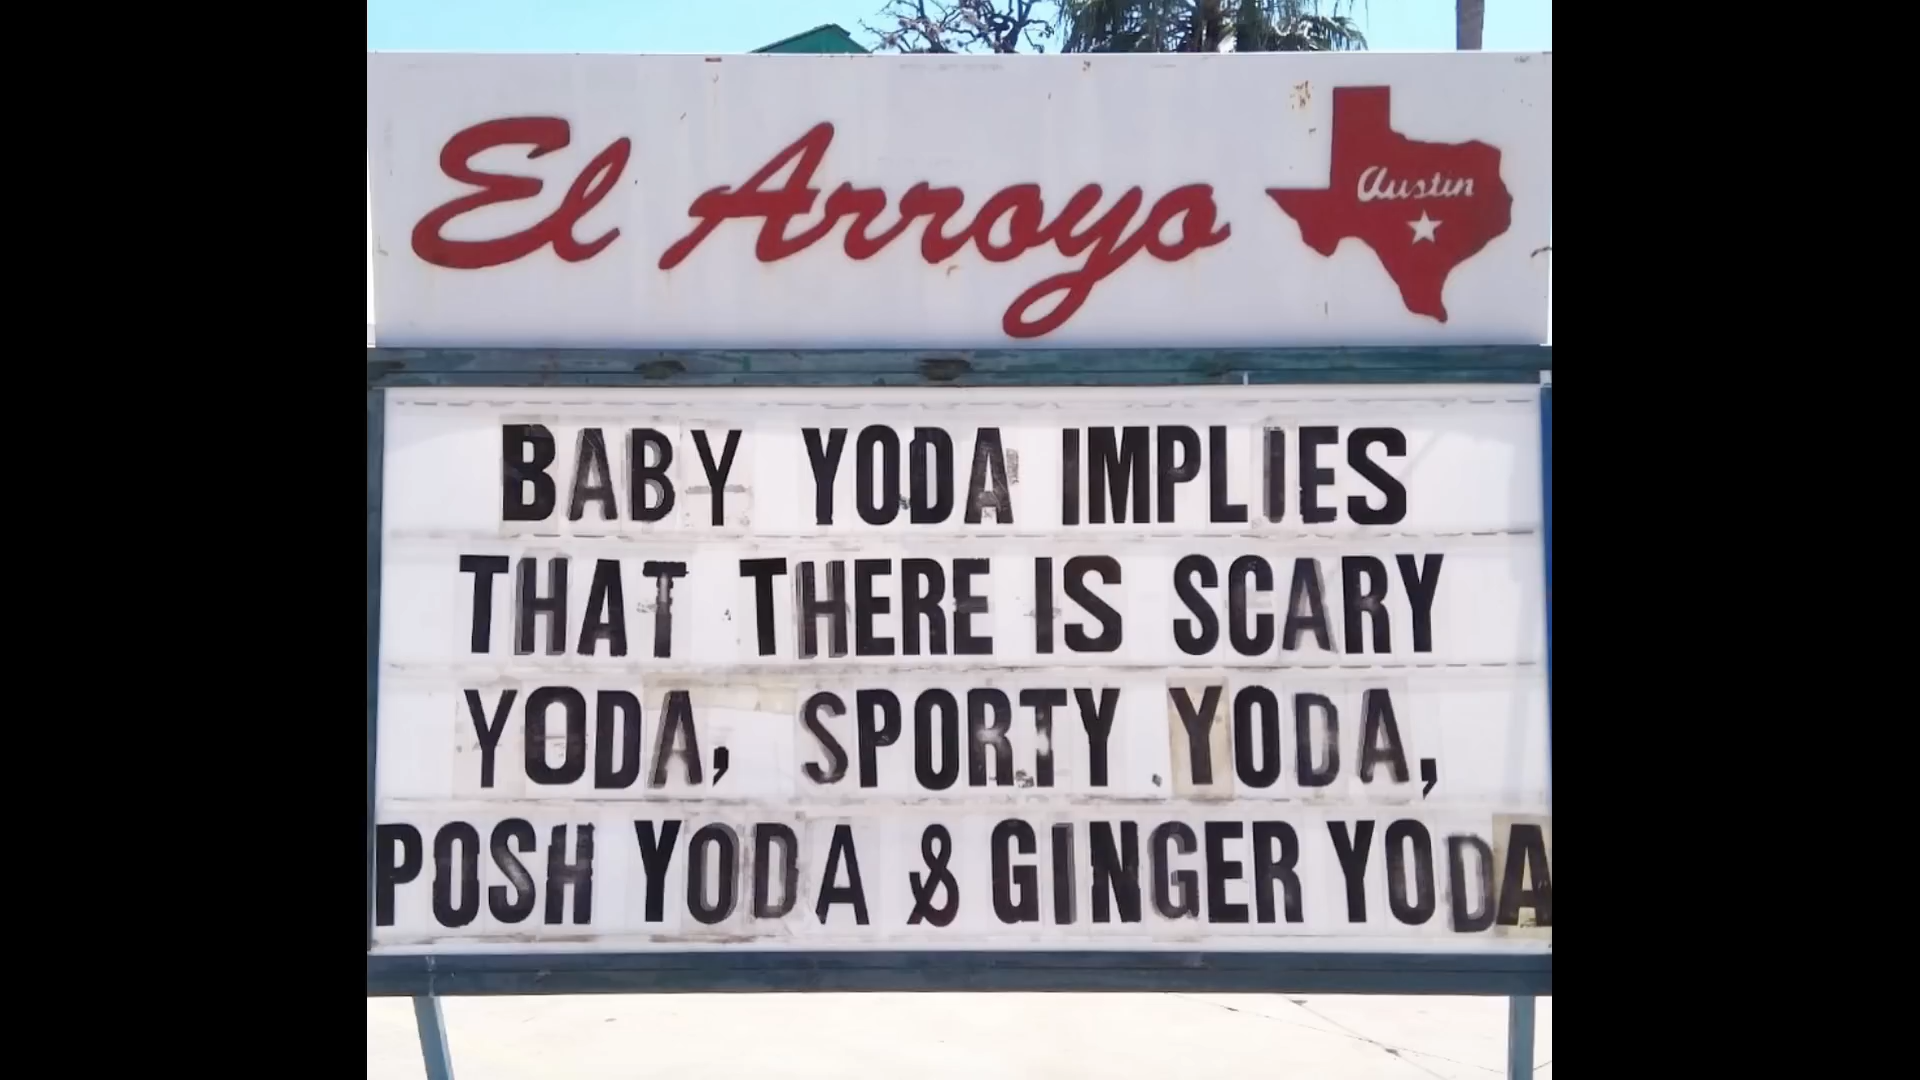 El Arroyo
Austin
BABY YODA IMPLIES
THAT THERE IS SCARY
YODA, SPORTY YODA,
POSH YODA & GINGER YODA